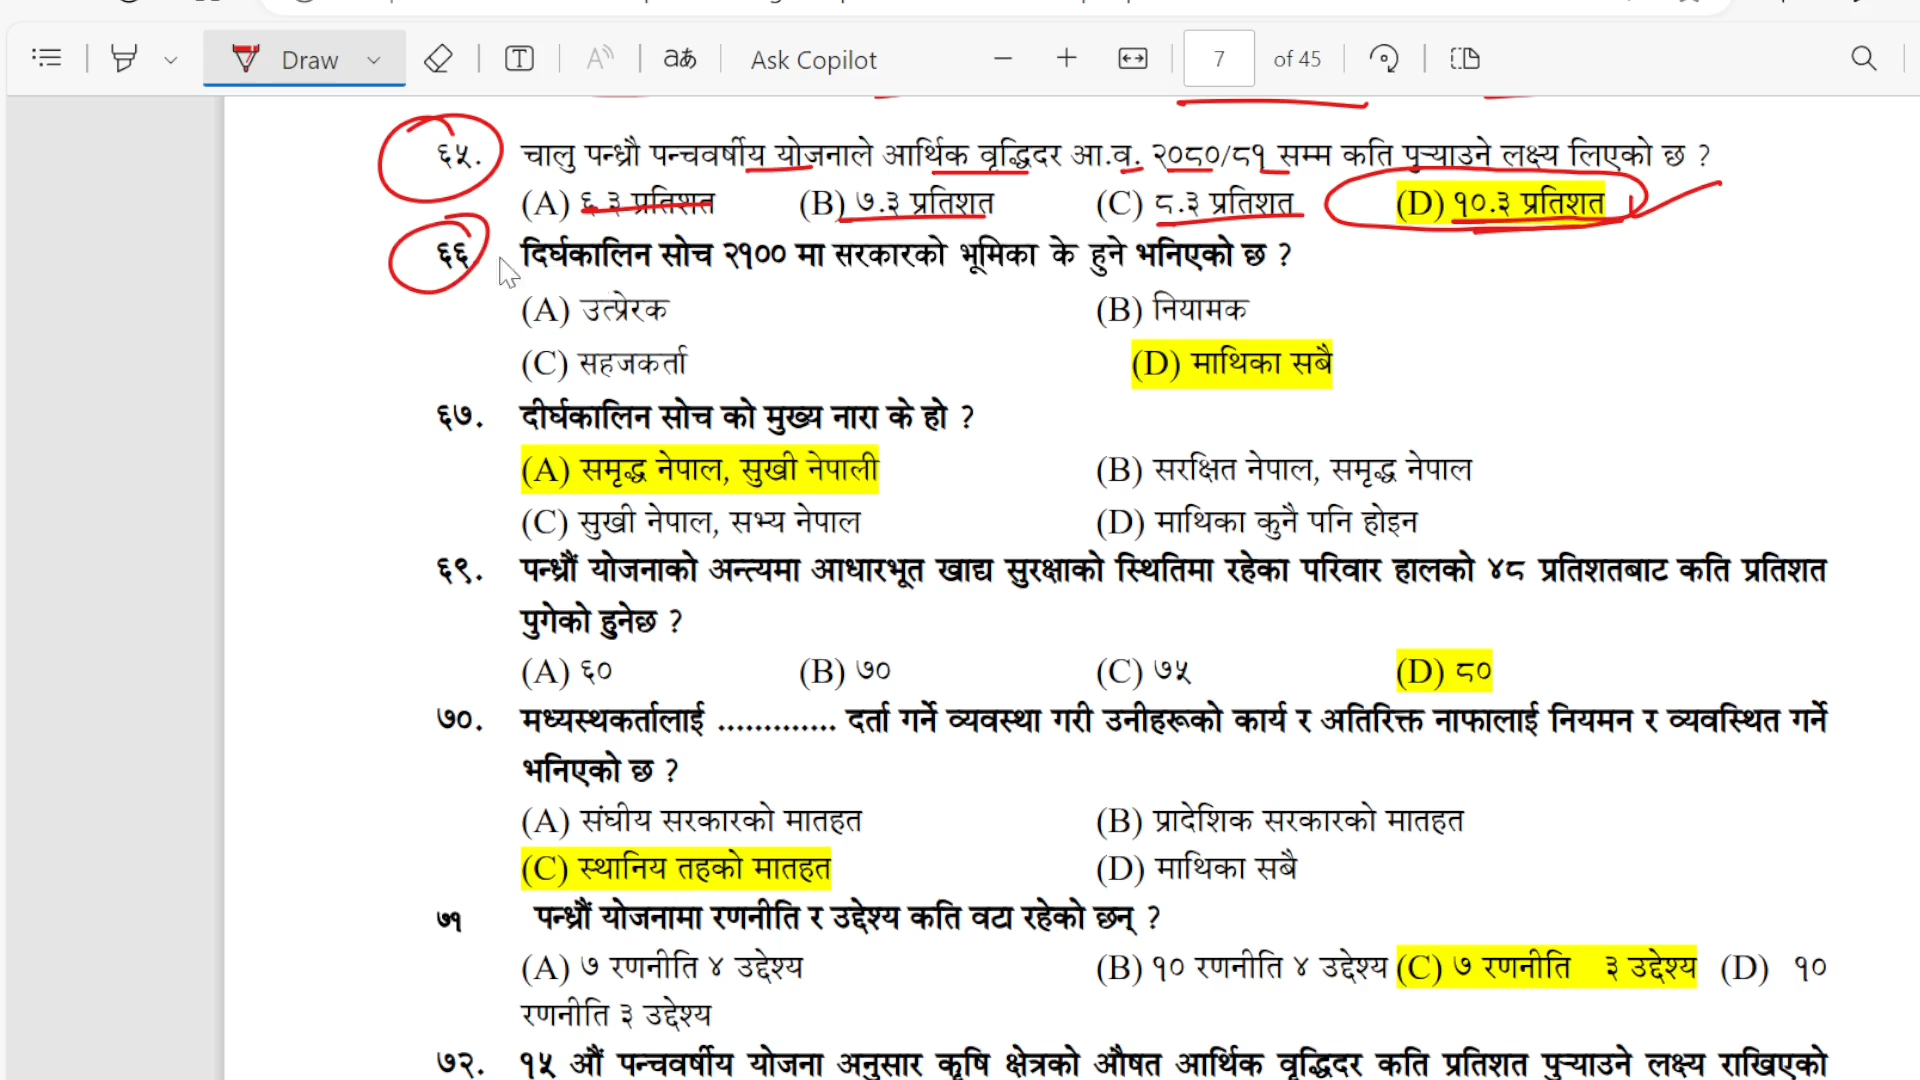 Draw
T
A
aあ
Ask Copilot
7
of 45
६५. चालु पन्ध्रौ पन्चवर्षीय योजनाले आर्थिक वृद्धिदर आ.व. २०८०/८१ सम्म कति पुर्‍याउने लक्ष्य लिएको छ ?
(A) ६.३ प्रतिशत (B) ७.३ प्रतिशत (C) ८.३ प्रतिशत (D) १०.३ प्रतिशत
६६. दिर्घकालिन सोच २१०० मा सरकारको भूमिका के हुने भनिएको छ ?
(A) उत्प्रेरक (B) नियामक
(C) सहजकर्ता (D) माथिका सबै
६७. दीर्घकालिन सोच को मुख्य नारा के हो ?
(A) समृद्ध नेपाल, सुखी नेपाली (B) सरक्षित नेपाल, समृद्ध नेपाल
(C) सुखी नेपाल, सभ्य नेपाल (D) माथिका कुनै पनि होइन
६९. पन्ध्रौं योजनाको अन्त्यमा आधारभूत खाद्य सुरक्षाको स्थितिमा रहेका परिवार हालको ४८ प्रतिशतबाट कति प्रतिशत
पुगेको हुनेछ ?
(A) ६० (B) ७० (C) ७५ (D) ८०
७०. मध्यस्थकर्तालाई ............. दर्ता गर्ने व्यवस्था गरी उनीहरूको कार्य र अतिरिक्त नाफालाई नियमन र व्यवस्थित गर्ने
भनिएको छ ?
(A) संघीय सरकारको मातहत (B) प्रादेशिक सरकारको मातहत
(C) स्थानिय तहको मातहत (D) माथिका सबै
७१ पन्ध्रौं योजनामा रणनीति र उद्देश्य कति वटा रहेको छन् ?
(A) ७ रणनीति ४ उद्देश्य (B) १० रणनीति ४ उद्देश्य (C) ७ रणनीति ३ उद्देश्य (D) १०
रणनीति ३ उद्देश्य
७२. १५ औं पन्चवर्षीय योजना अनुसार कृषि क्षेत्रको औषत आर्थिक वृद्धिदर कति प्रतिशत पुर्‍याउने लक्ष्य राखिएको